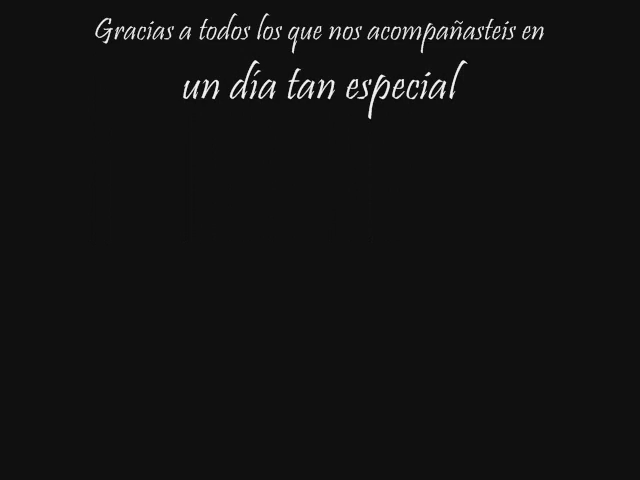 Gracias a todos los que nos acompañasteis en
un día tan especial